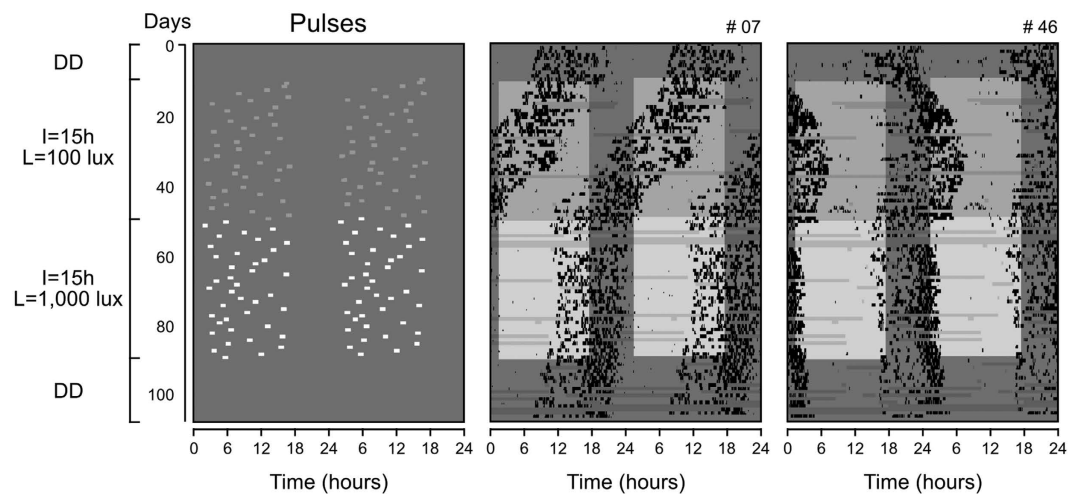 Days
Pulses
# 07
# 46
DD
I=15h
L=100 lux
I=15h
L=1,000 lux
DD
0
20
40
60
80
100
0 6 12 18 24 6 12 18 24
0 6 12 18 24 6 12 18 24
0 6 12 18 24 6 12 18 24
Time (hours)
Time (hours)
Time (hours)